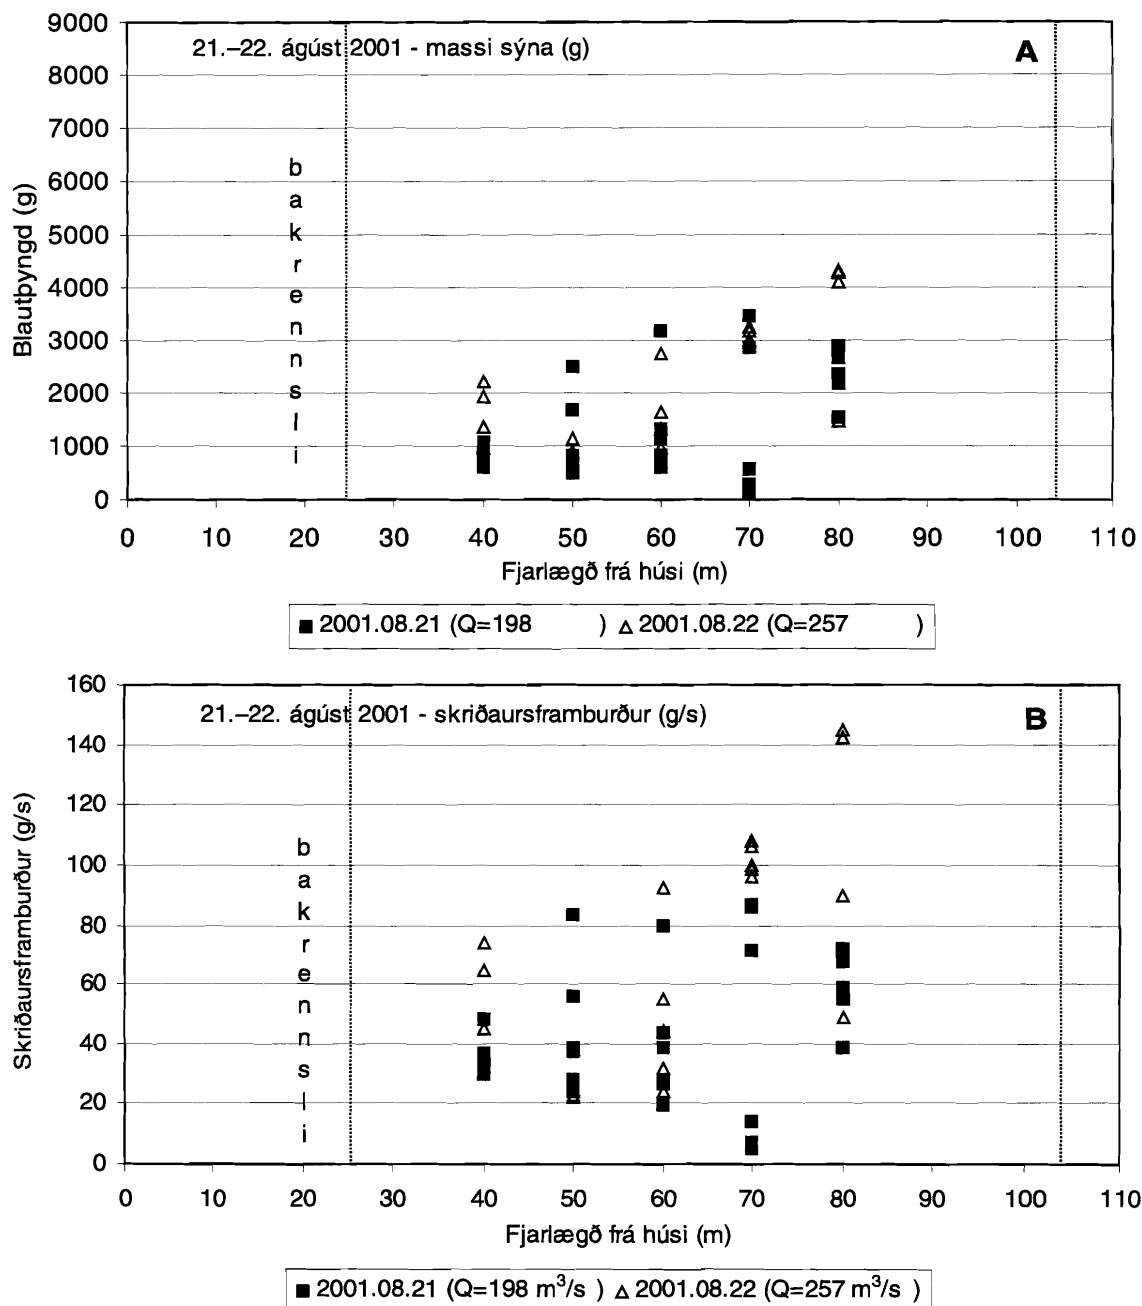 21.–22. ágúst 2001 - massi sýna (g)
A
9000
8000
7000
6000
5000
4000
3000
2000
1000
0
Blautþyngd (g)
bakrennsli
0 10 20 30 40 50 60 70 80 90 100 110
Fjarlægð frá húsi (m)
2001.08.21 (Q=198 ) 2001.08.22 (Q=257 )
21.–22. ágúst 2001 - skriðaursframburður (g/s)
B
160
140
120
100
80
60
40
20
0
Skriðaursframburður (g/s)
bakrennsli
0 10 20 30 40 50 60 70 80 90 100 110
Fjarlægð frá húsi (m)
2001.08.21 (Q=198 m³/s ) 2001.08.22 (Q=257 m³/s )